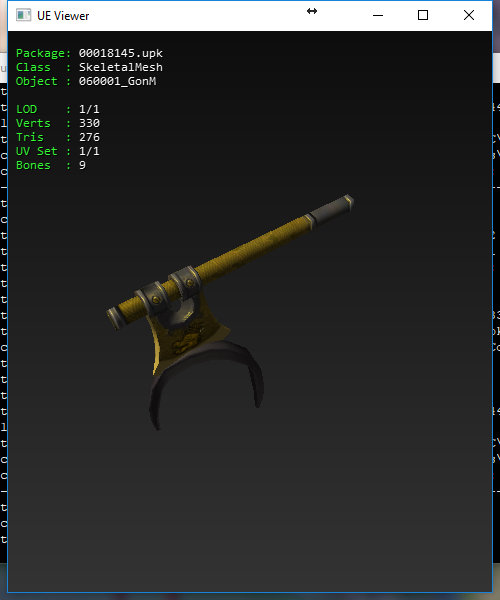 UE Viewer
Package: 00018145.upk
Class  : SkeletalMesh
Object : 060001_GonM
LOD    : 1/1
Verts  : 330
Tris   : 276
UV Set : 1/1
Bones  : 9